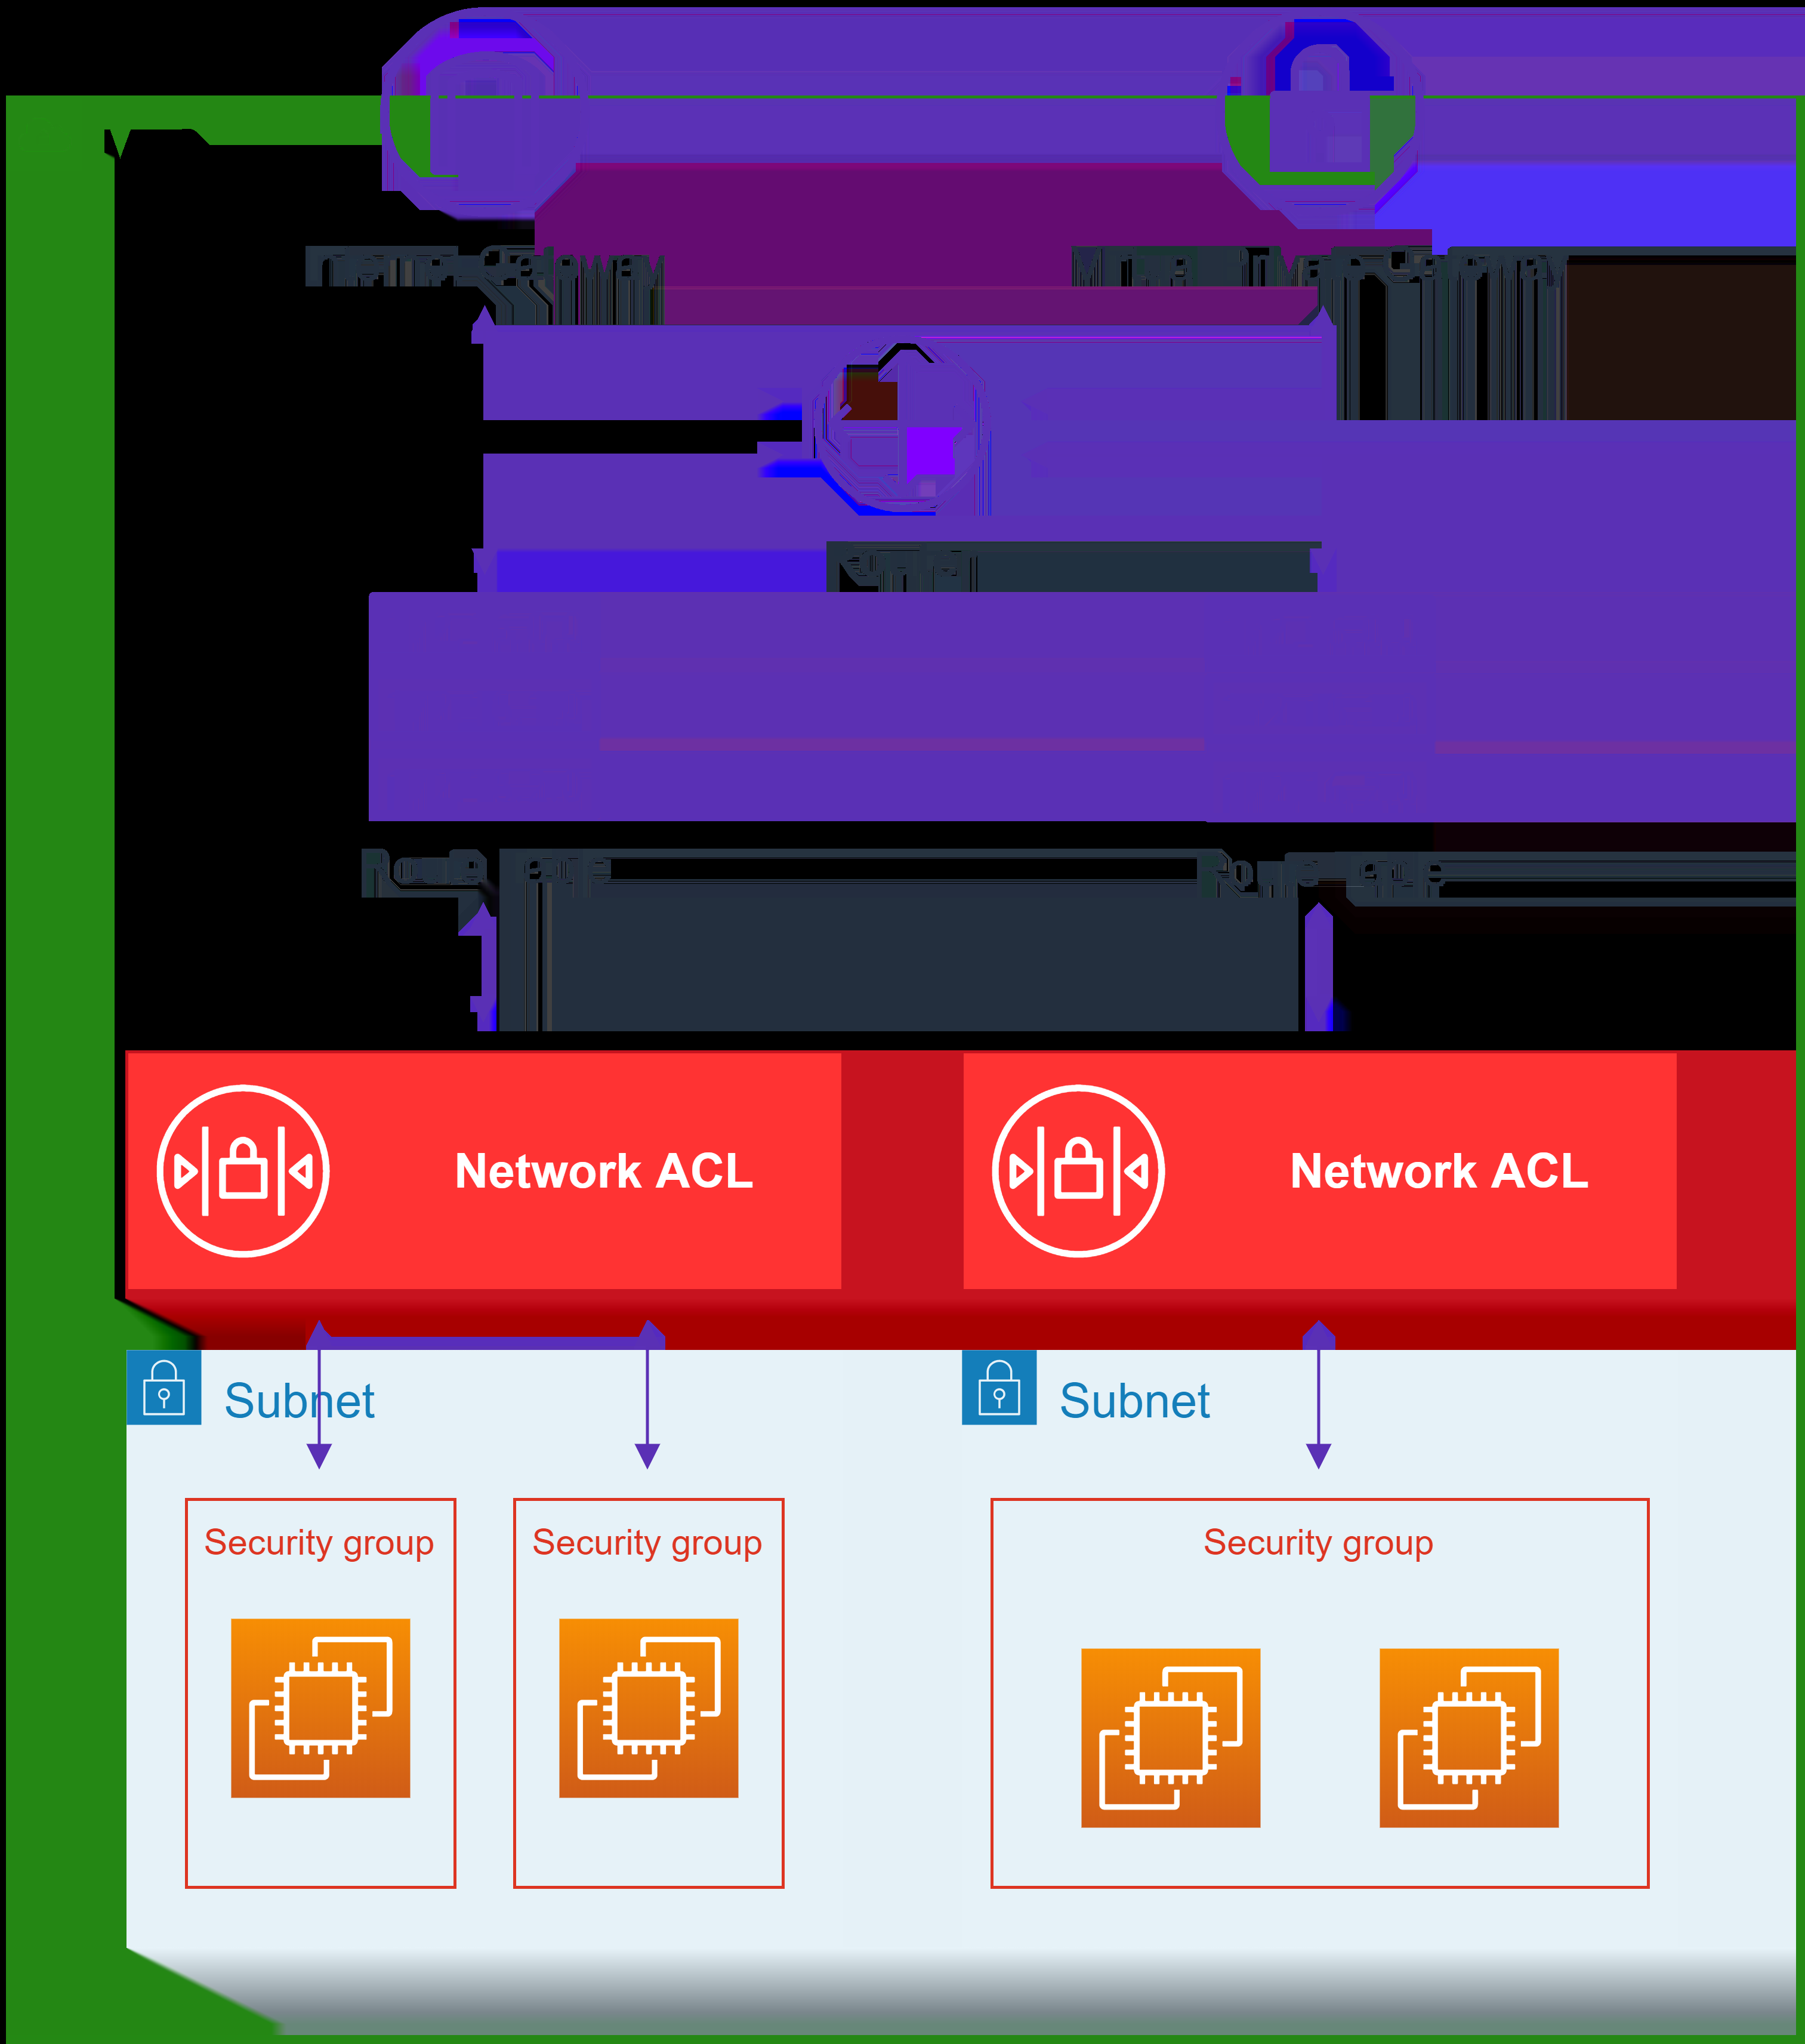 Internet Gateway
Virtual Private Gateway
Router
Route Table
Route Table
Network ACL
Network ACL
Subnet
Subnet
Security group
Security group
Security group